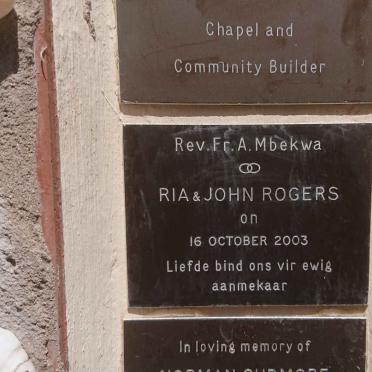 Chapel and
Community Builder
Rev. Fr. A. Mbekwa
RIA & JOHN ROGERS
on
16 OCTOBER 2003
Liefde bind ons vir ewig
aanmekaar
In loving memory of
NORMAN